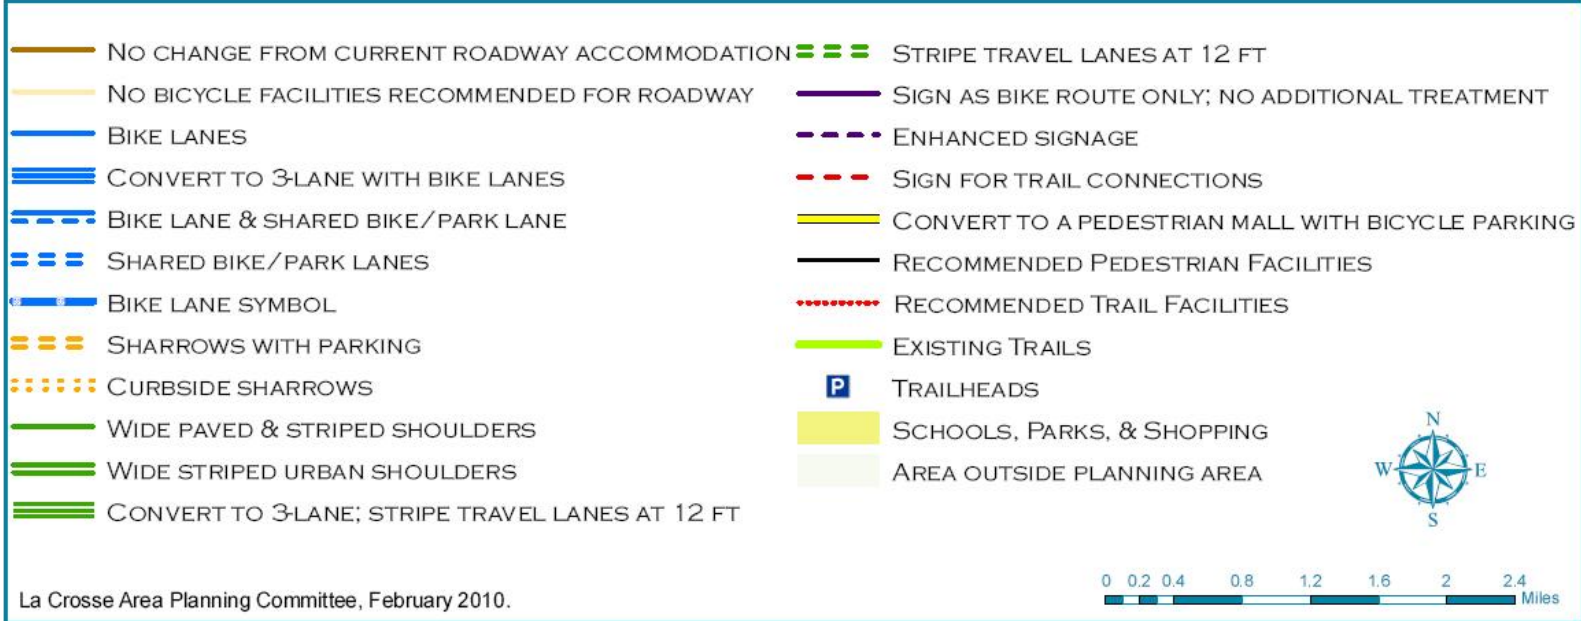 NO CHANGE FROM CURRENT ROADWAY ACCOMMODATION
NO BICYCLE FACILITIES RECOMMENDED FOR ROADWAY
BIKE LANES
CONVERT TO 3-LANE WITH BIKE LANES
BIKE LANE & SHARED BIKE/PARK LANE
SHARED BIKE/PARK LANES
BIKE LANE SYMBOL
SHARROWS WITH PARKING
CURBSIDE SHARROWS
WIDE PAVED & STRIPED SHOULDERS
WIDE STRIPED URBAN SHOULDERS
CONVERT TO 3-LANE; STRIPE TRAVEL LANES AT 12 FT
STRIPE TRAVEL LANES AT 12 FT
SIGN AS BIKE ROUTE ONLY; NO ADDITIONAL TREATMENT
ENHANCED SIGNAGE
SIGN FOR TRAIL CONNECTIONS
CONVERT TO A PEDESTRIAN MALL WITH BICYCLE PARKING
RECOMMENDED PEDESTRIAN FACILITIES
RECOMMENDED TRAIL FACILITIES
EXISTING TRAILS
P TRAILHEADS
SCHOOLS, PARKS, & SHOPPING
AREA OUTSIDE PLANNING AREA
N
W E
S
0 0.2 0.4 0.8 1.2 1.6 2 2.4
Miles
La Crosse Area Planning Committee, February 2010.